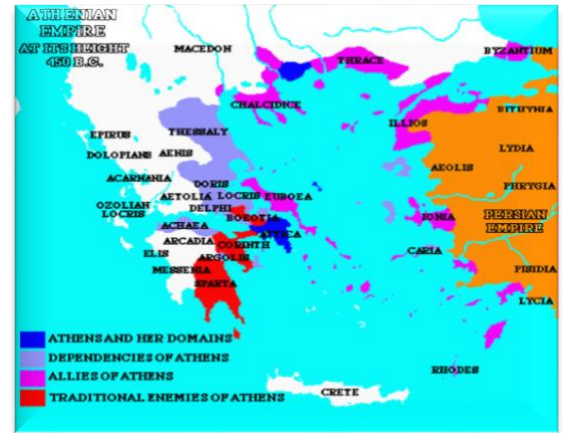 ATHENIAN
EMPIRE
AT ITS HEIGHT
450 B.C.
MACEDON
THRACE
BYZANTIUM
CHALCIDICE
BITHYNIA
ILLIOS
EPIRUS
THESSALY
LYDIA
DOLOPIANS
AENIS
AEOLIS
ACARNANIA
DORIS
PHRYGIA
AETOLIA
LOCRIS
EUBOEA
OZOLIAN
LOCRIS
DELPHI
BOEOTIA
IONIA
PERSIAN
EMPIRE
ACHAEA
ATTICA
ARCADIA
CORINTH
ELIS
ARGOLIS
CARIA
MESSENIA
PISIDIA
SPARTA
LYCIA
ATHENS AND HER DOMAINS
DEPENDENCIES OF ATHENS
ALLIES OF ATHENS
TRADITIONAL ENEMIES OF ATHENS
RHODES
CRETE